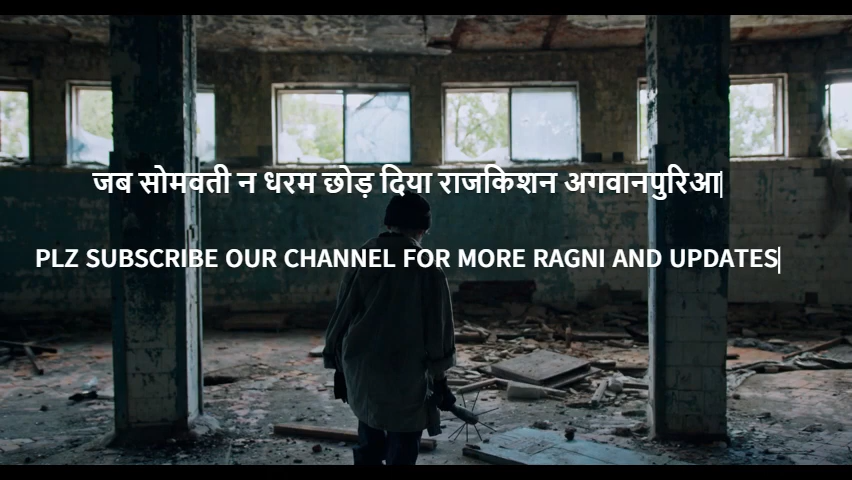 जब सोमवती न धरम छोड़ दिया राजकिशन अगवानपुरिआ
PLZ SUBSCRIBE OUR CHANNEL FOR MORE RAGNI AND UPDATES